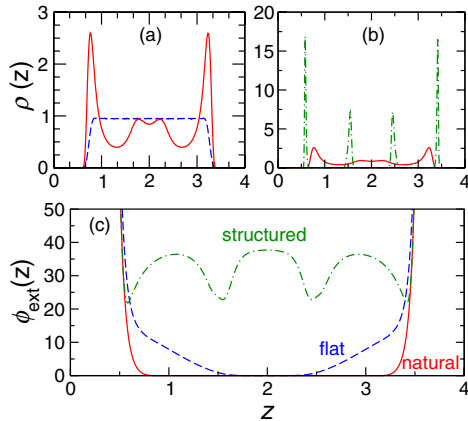 (a)
(b)
ρ (z)
3
2
1
0
0 1 2 3 4
20
15
10
5
0
0 1 2 3 4
(c)
structured
flat
natural
ϕext(z)
50
40
30
20
10
0
0 1 2 3 4
z